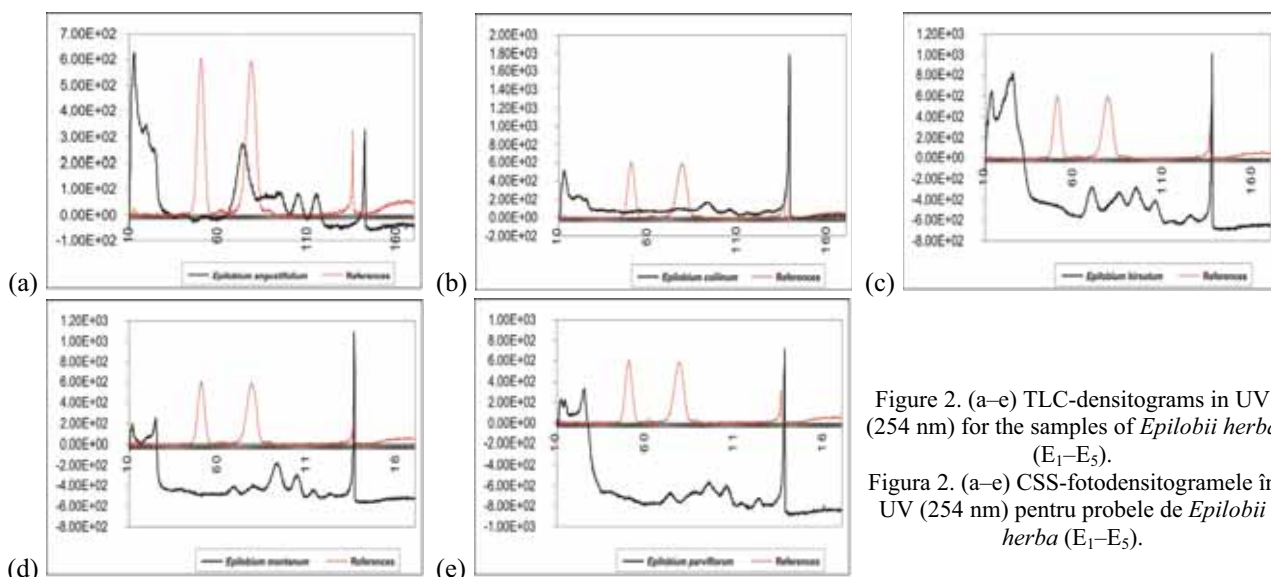 7.00E+02
6.00E+02
5.00E+02
4.00E+02
3.00E+02
2.00E+02
1.00E+02
0.00E+00
-1.00E+02
10
60
110
160
Epilobium angustifolium
References
(a)
2.00E+03
1.80E+03
1.60E+03
1.40E+03
1.20E+03
1.00E+03
8.00E+02
6.00E+02
4.00E+02
2.00E+02
0.00E+00
-2.00E+02
10
60
110
160
Epilobium collinum
References
(b)
1.20E+03
1.00E+03
8.00E+02
6.00E+02
4.00E+02
2.00E+02
0.00E+00
-2.00E+02
-4.00E+02
-6.00E+02
-8.00E+02
10
60
110
160
Epilobium hirsutum
References
(c)
1.20E+03
1.00E+03
8.00E+02
6.00E+02
4.00E+02
2.00E+02
0.00E+00
-2.00E+02
-4.00E+02
-6.00E+02
-8.00E+02
10
60
11
16
Epilobium montanum
References
(d)
1.00E+03
8.00E+02
6.00E+02
4.00E+02
2.00E+02
0.00E+00
-2.00E+02
-4.00E+02
-6.00E+02
-8.00E+02
-1.00E+03
10
60
11
16
Epilobium parviflorum
References
(e)
Figure 2. (a–e) TLC-densitograms in UV
(254 nm) for the samples of Epilobii herba
(E₁–E₅).
Figura 2. (a–e) CSS-fotodensitogramele în
UV (254 nm) pentru probele de Epilobii
herba (E₁–E₅).